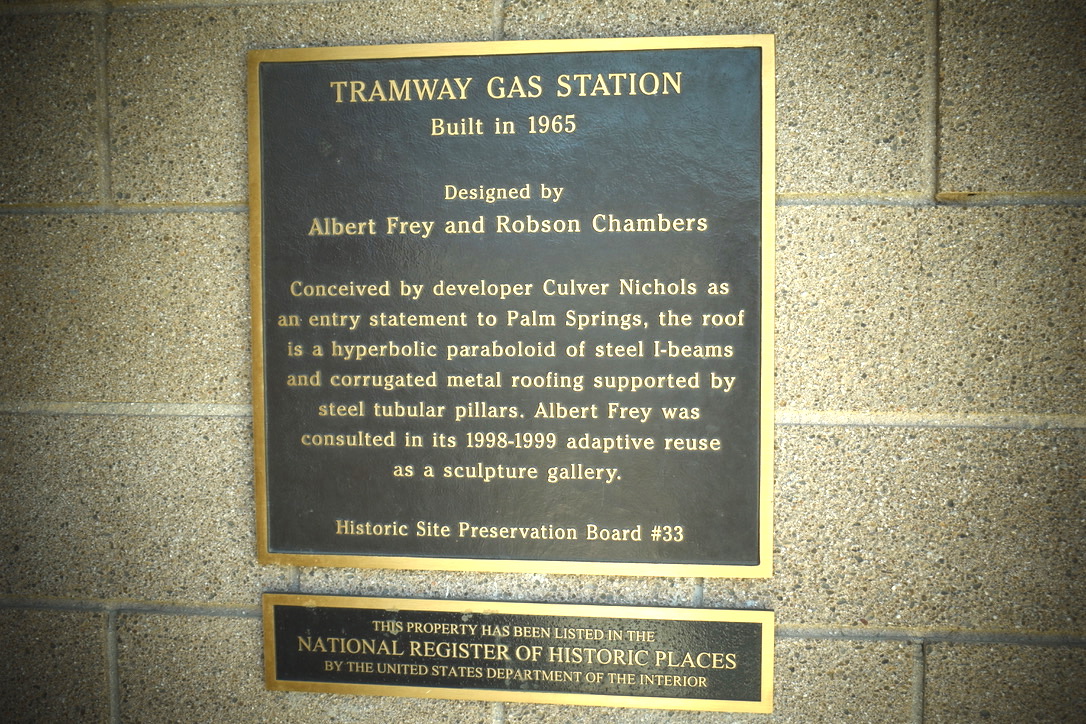 TRAMWAY GAS STATION
Built in 1965
Designed by
Albert Frey and Robson Chambers
Conceived by developer Culver Nichols as
an entry statement to Palm Springs, the roof
is a hyperbolic paraboloid of steel I-beams
and corrugated metal roofing supported by
steel tubular pillars. Albert Frey was
consulted in its 1998-1999 adaptive reuse
as a sculpture gallery.
Historic Site Preservation Board #33
THIS PROPERTY HAS BEEN LISTED IN THE
NATIONAL REGISTER OF HISTORIC PLACES
BY THE UNITED STATES DEPARTMENT OF THE INTERIOR